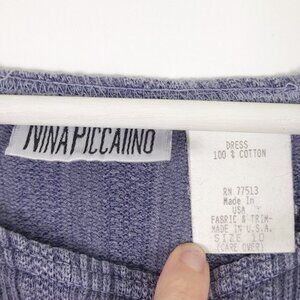 NINA PICCALINO
DRESS
100 % COTTON
RN 77513
Made In
USA
FABRIC & TRIM-
MADE IN U.S.A.
SIZE 10
(CARE OVER)